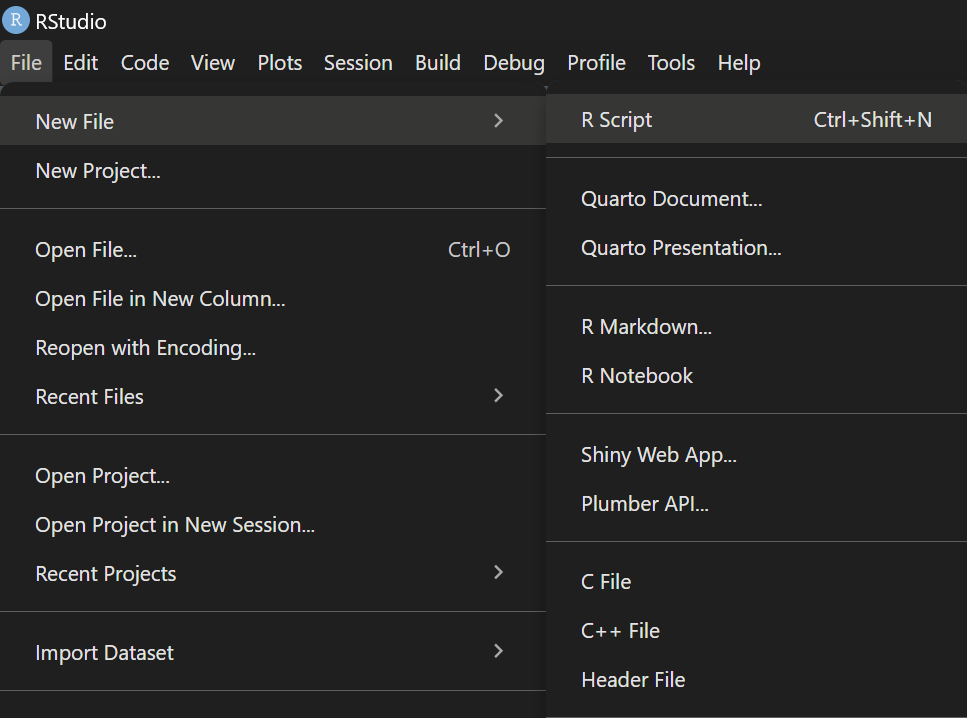 R RStudio
File Edit Code View Plots Session Build Debug Profile Tools Help
New File
New Project...
Open File... Ctrl+O
Open File in New Column...
Reopen with Encoding...
Recent Files
Open Project...
Open Project in New Session...
Recent Projects
Import Dataset
R Script Ctrl+Shift+N
Quarto Document...
Quarto Presentation...
R Markdown...
R Notebook
Shiny Web App...
Plumber API...
C File
C++ File
Header File